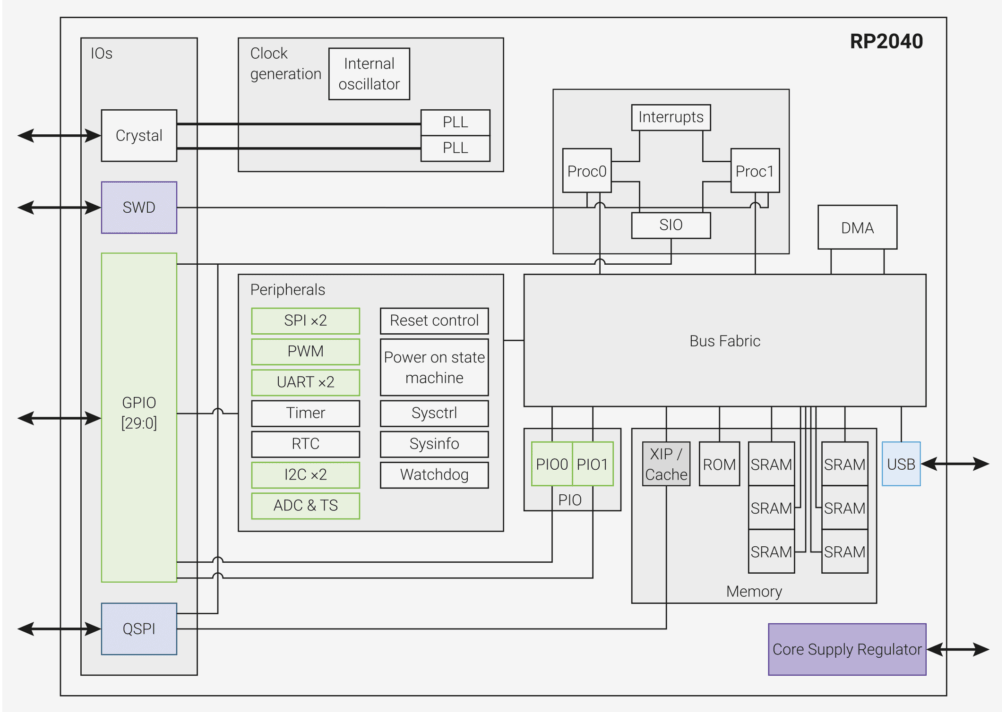 RP2040
IOs
Clock
generation
Internal
oscillator
Crystal
PLL
PLL
Interrupts
Proc0
Proc1
SWD
SIO
DMA
Peripherals
SPI ×2
Reset control
PWM
Power on state
machine
UART ×2
Timer
Sysctrl
RTC
Sysinfo
I2C ×2
Watchdog
ADC & TS
GPIO
[29:0]
Bus Fabric
PIO0
PIO1
PIO
XIP /
Cache
ROM
SRAM
SRAM
SRAM
SRAM
SRAM
SRAM
Memory
USB
QSPI
Core Supply Regulator